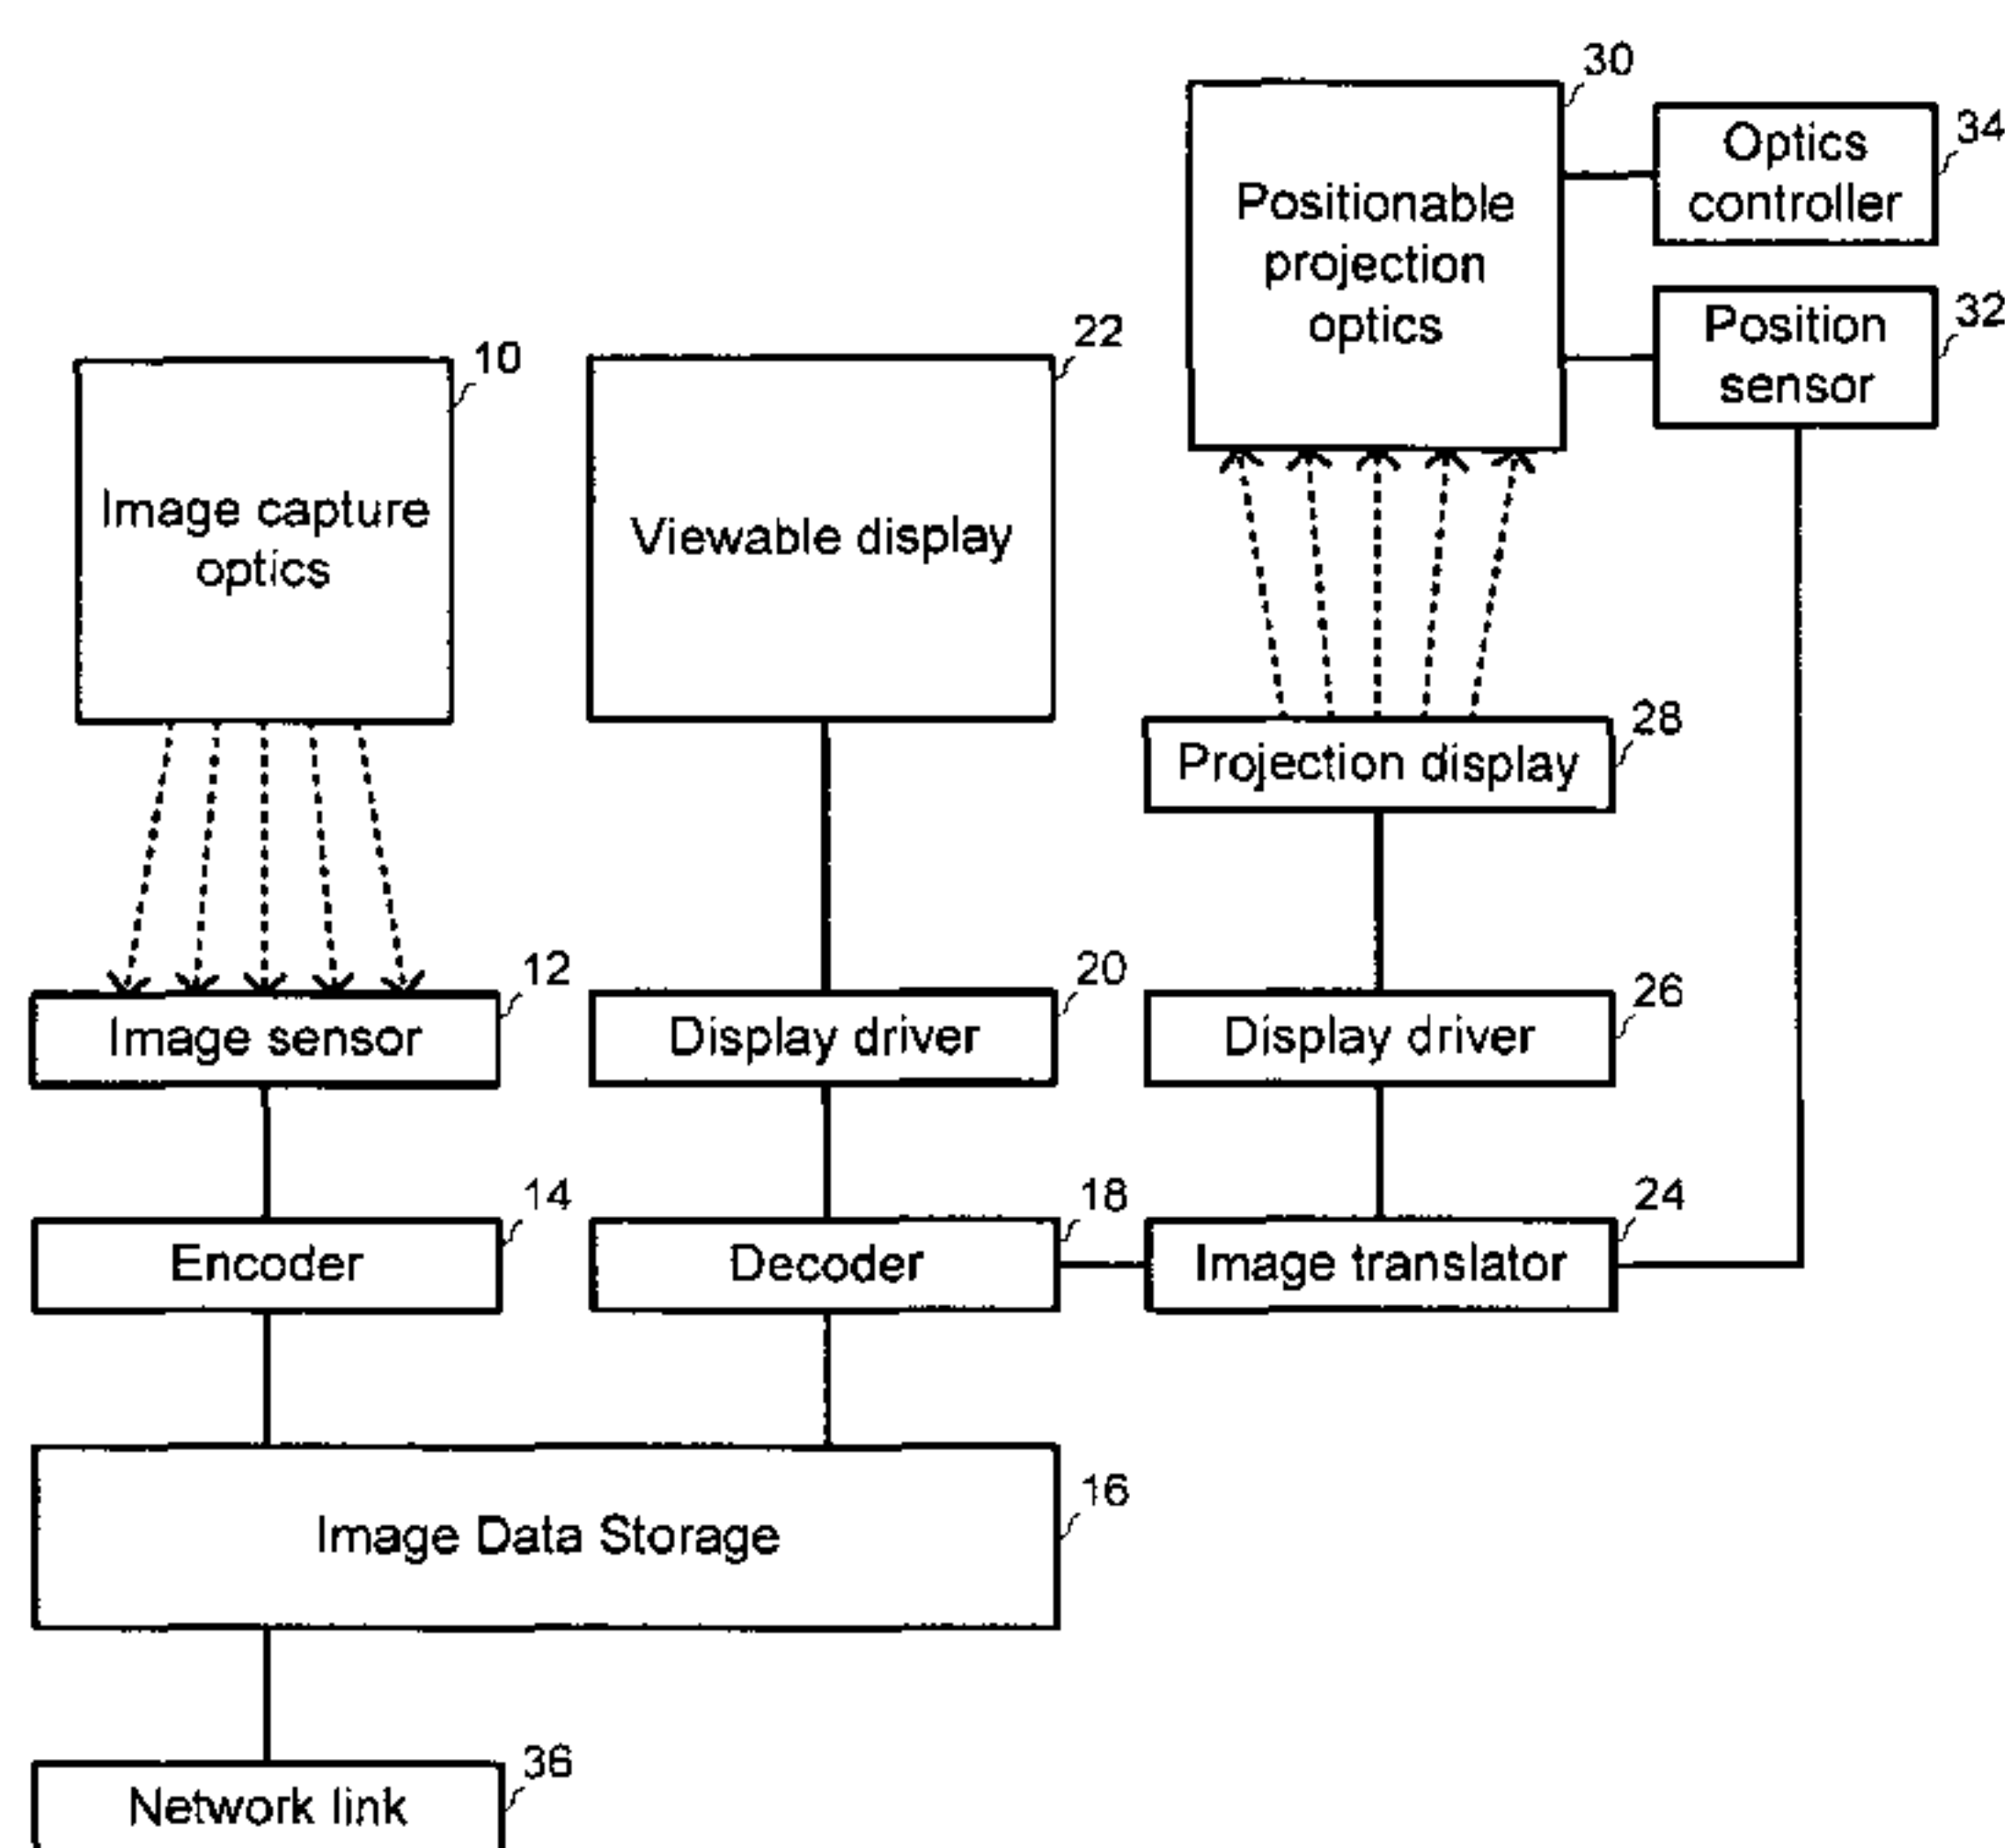 30
Optics
controller
34
Positionable
projection
optics
Position
sensor
32
10
Image capture
optics
22
Viewable display
28
Projection display
12
Image sensor
20
Display driver
26
Display driver
14
Encoder
18
Decoder
24
Image translator
16
Image Data Storage
36
Network link